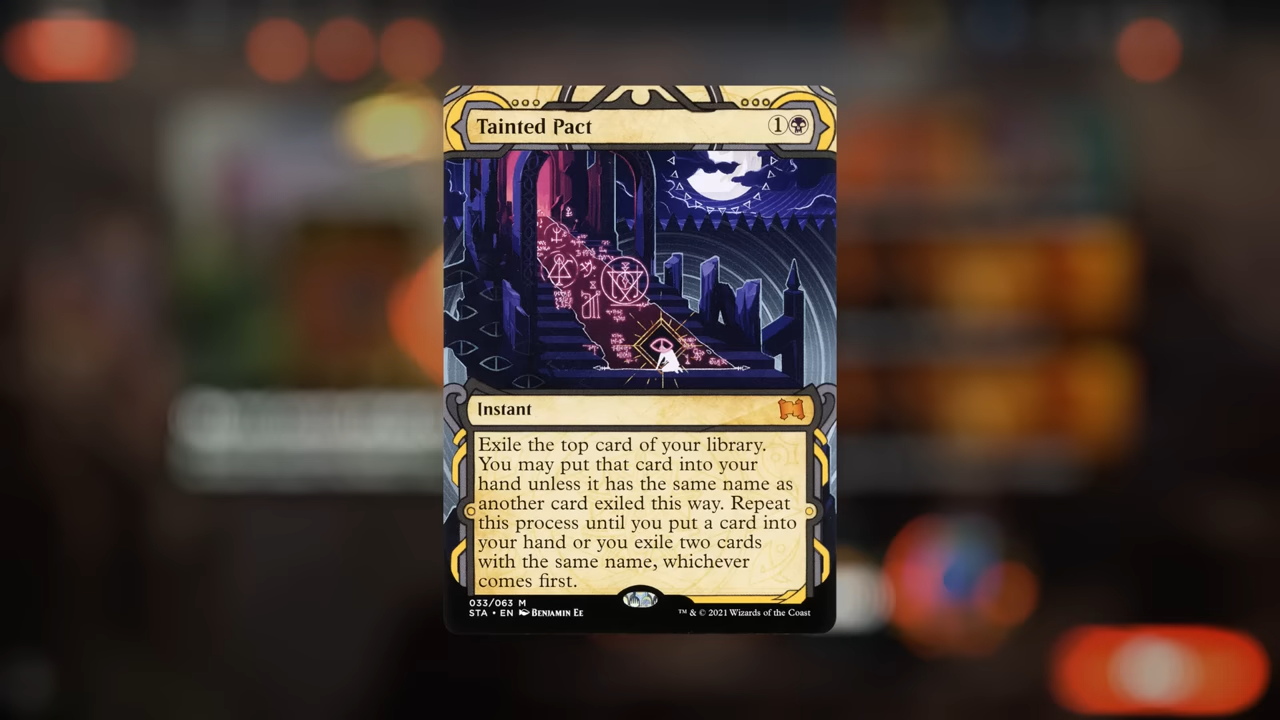 Tainted Pact 1
Instant
Exile the top card of your library.
You may put that card into your
hand unless it has the same name as
another card exiled this way. Repeat
this process until you put a card into
your hand or you exile two cards
with the same name, whichever
comes first.
033/063 M
STA • EN Benjamin Ee
™ & © 2021 Wizards of the Coast